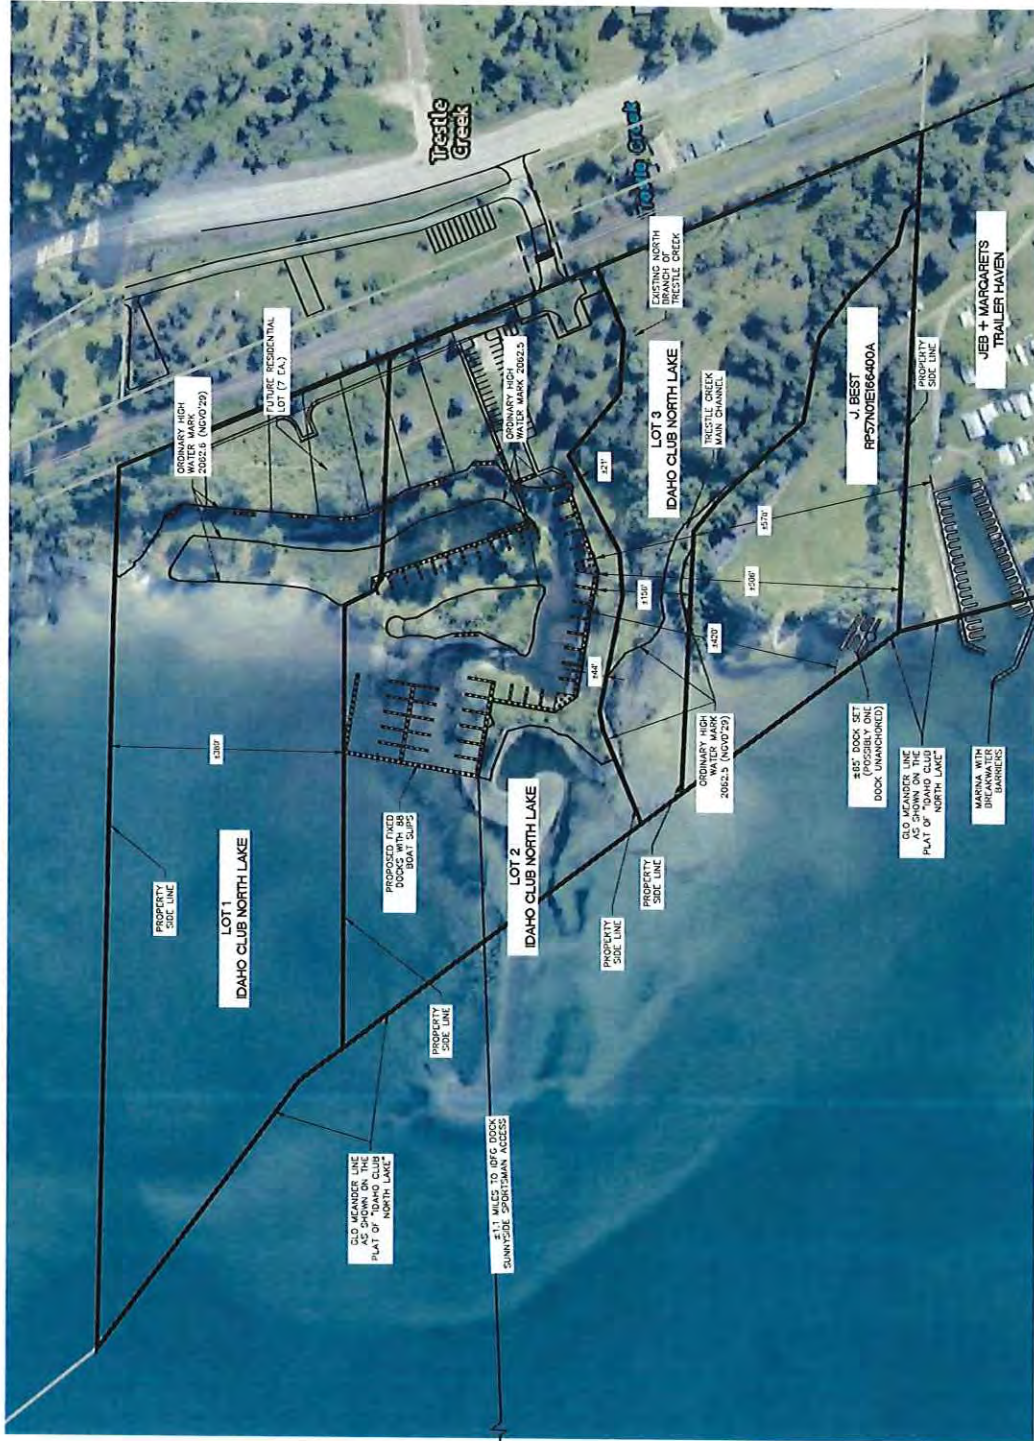 Trestle
Creek
Trestle Creek
ORDINARY HIGH
WATER MARK
2062.5 (NGVD'29)
FUTURE RESIDENTIAL
LOT (7 EA.)
ORDINARY HIGH
WATER MARK 2062.5
EXISTING NORTH
BRANCH OF
TRESTLE CREEK
LOT 3
IDAHO CLUB NORTH LAKE
TRESTLE CREEK
MAIN CHANNEL
J. BEST
RP57N01E166400A
PROPERTY
SIDE LINE
JEB + MARGARETS
TRAILER HAVEN
±21'
±156'
±44'
±420'
±506'
±380'
PROPERTY
SIDE LINE
LOT 1
IDAHO CLUB NORTH LAKE
PROPOSED FIXED
DOCKS WITH 88
BOAT SLIPS
LOT 2
IDAHO CLUB NORTH LAKE
PROPERTY
SIDE LINE
PROPERTY
SIDE LINE
PROPERTY
SIDE LINE
ORDINARY HIGH
WATER MARK
2062.5 (NGVD'29)
±65' DOCK SET
(POSSIBLY ONE
DOCK UNANCHORED)
GLO MEANDER LINE
AS SHOWN ON THE
PLAT OF "IDAHO CLUB
NORTH LAKE"
MARINA WITH
BREAKWATER
BARRIERS
GLO MEANDER LINE
AS SHOWN ON THE
PLAT OF "IDAHO CLUB
NORTH LAKE"
±1.1 MILES TO IDFG DOCK
SUNNYSIDE SPORTSMAN ACCESS